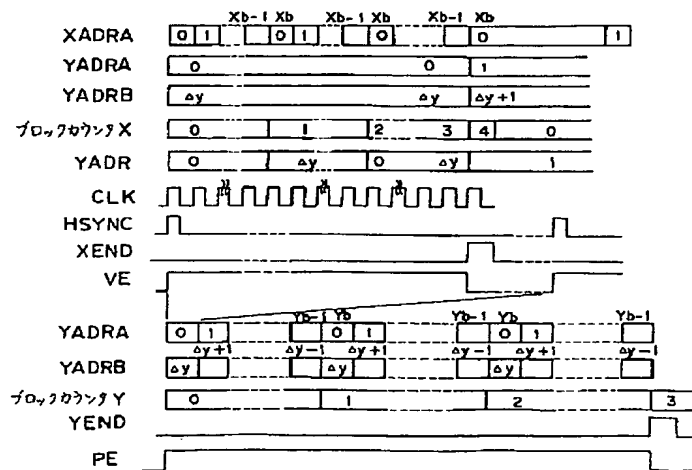 Xb-1 Xb Xb-1 Xb Xb-1 Xb
XADRA 0 1 0 1 0 0 1
YADRA 0 0 1
YADRB Δy Δy Δy+1
ブロックカウンタX 0 1 2 3 4 0
YADR 0 Δy 0 Δy 1
CLK
HSYNC
XEND
VE
Yb-1 Yb Yb-1 Yb Yb-1
YADRA 0 1 0 1 0 1
Δy+1 Δy-1 Δy+1 Δy-1 Δy+1 Δy-1
YADRB Δy Δy Δy
ブロックカウンタY 0 1 2 3
YEND
PE